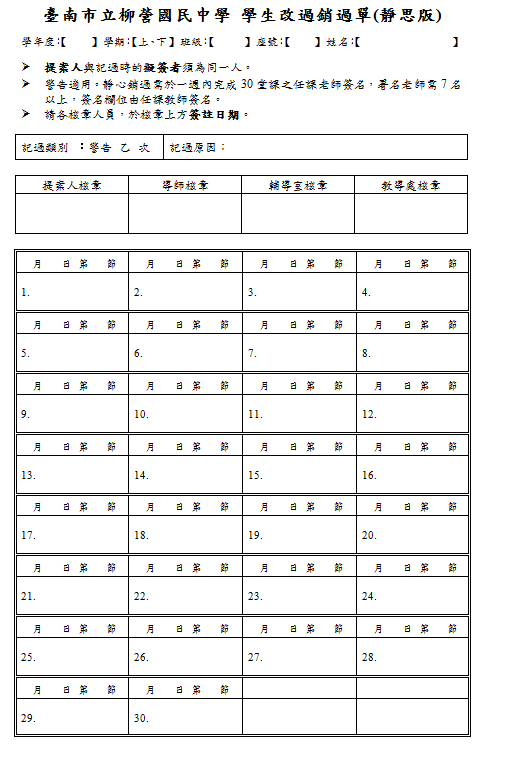 臺南市立柳營國民中學 學生改過銷過單(靜思版)
學年度:【　　】學期:【上、下】班級:【　　　】座號:【　　】姓名:【　　　　　　　】
➢ 提案人與記過時的擬簽者須為同一人。
➢ 警告適用。靜心銷過需於一週內完成 30 堂課之任課老師簽名，署名老師需 7 名
以上，簽名欄位由任課教師簽名。
➢ 請各核章人員，於核章上方簽註日期。
記過類別 ：警告 乙 次　記過原因：
提案人核章　導師核章　輔導室核章　教導處核章
月　日 第　節　月　日 第　節　月　日 第　節　月　日 第　節
1.　2.　3.　4.
月　日 第　節　月　日 第　節　月　日 第　節　月　日 第　節
5.　6.　7.　8.
月　日 第　節　月　日 第　節　月　日 第　節　月　日 第　節
9.　10.　11.　12.
月　日 第　節　月　日 第　節　月　日 第　節　月　日 第　節
13.　14.　15.　16.
月　日 第　節　月　日 第　節　月　日 第　節　月　日 第　節
17.　18.　19.　20.
月　日 第　節　月　日 第　節　月　日 第　節　月　日 第　節
21.　22.　23.　24.
月　日 第　節　月　日 第　節　月　日 第　節　月　日 第　節
25.　26.　27.　28.
月　日 第　節　月　日 第　節
29.　30.